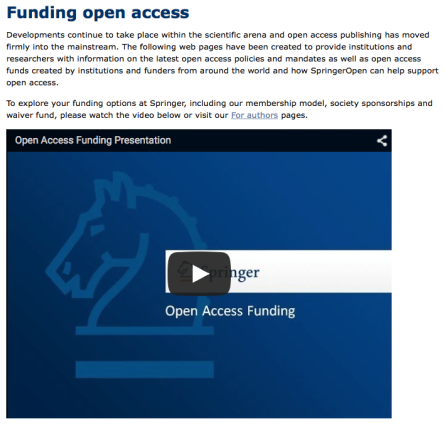 Funding open access
Developments continue to take place within the scientific arena and open access publishing has moved
firmly into the mainstream. The following web pages have been created to provide institutions and
researchers with information on the latest open access policies and mandates as well as open access
funds created by institutions and funders from around the world and how SpringerOpen can help support
open access.
To explore your funding options at Springer, including our membership model, society sponsorships and
waiver fund, please watch the video below or visit our For authors pages.
Open Access Funding Presentation
Springer
Open Access Funding